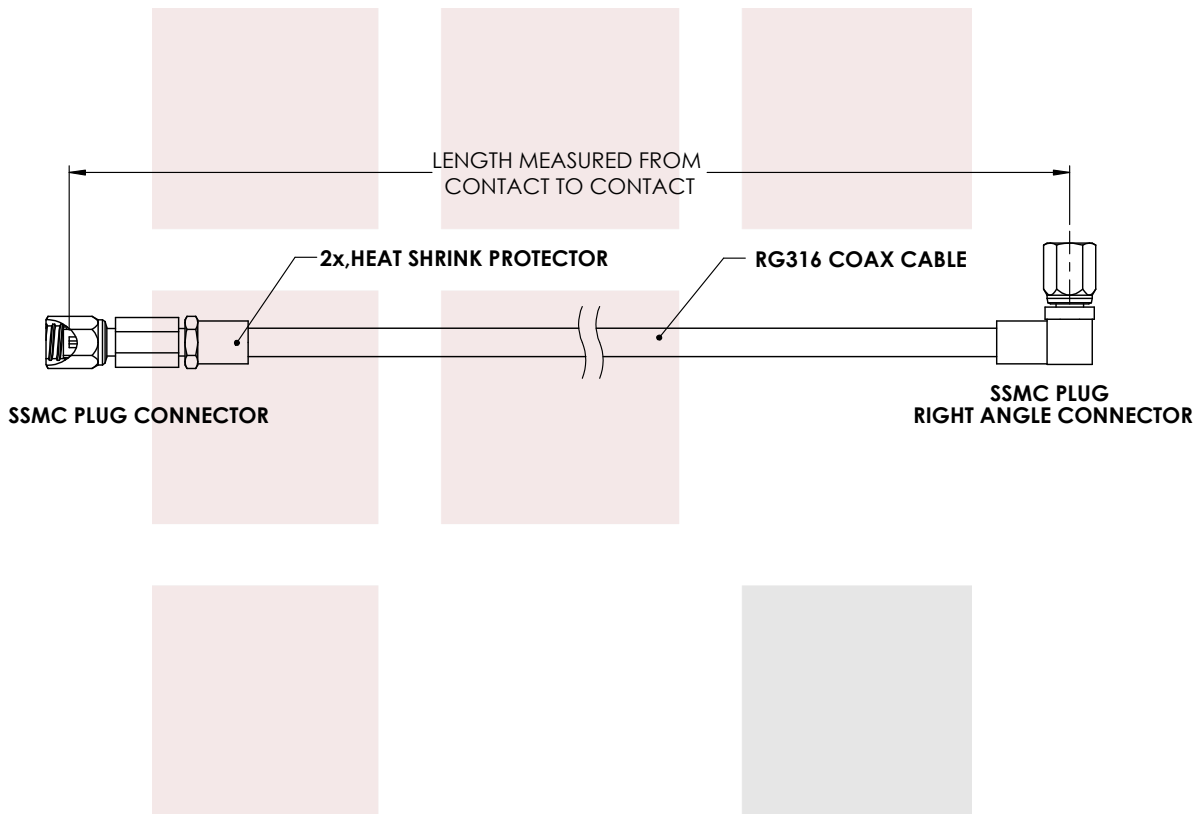 LENGTH MEASURED FROM
CONTACT TO CONTACT
2x,HEAT SHRINK PROTECTOR
RG316 COAX CABLE
SSMC PLUG CONNECTOR
SSMC PLUG
RIGHT ANGLE CONNECTOR